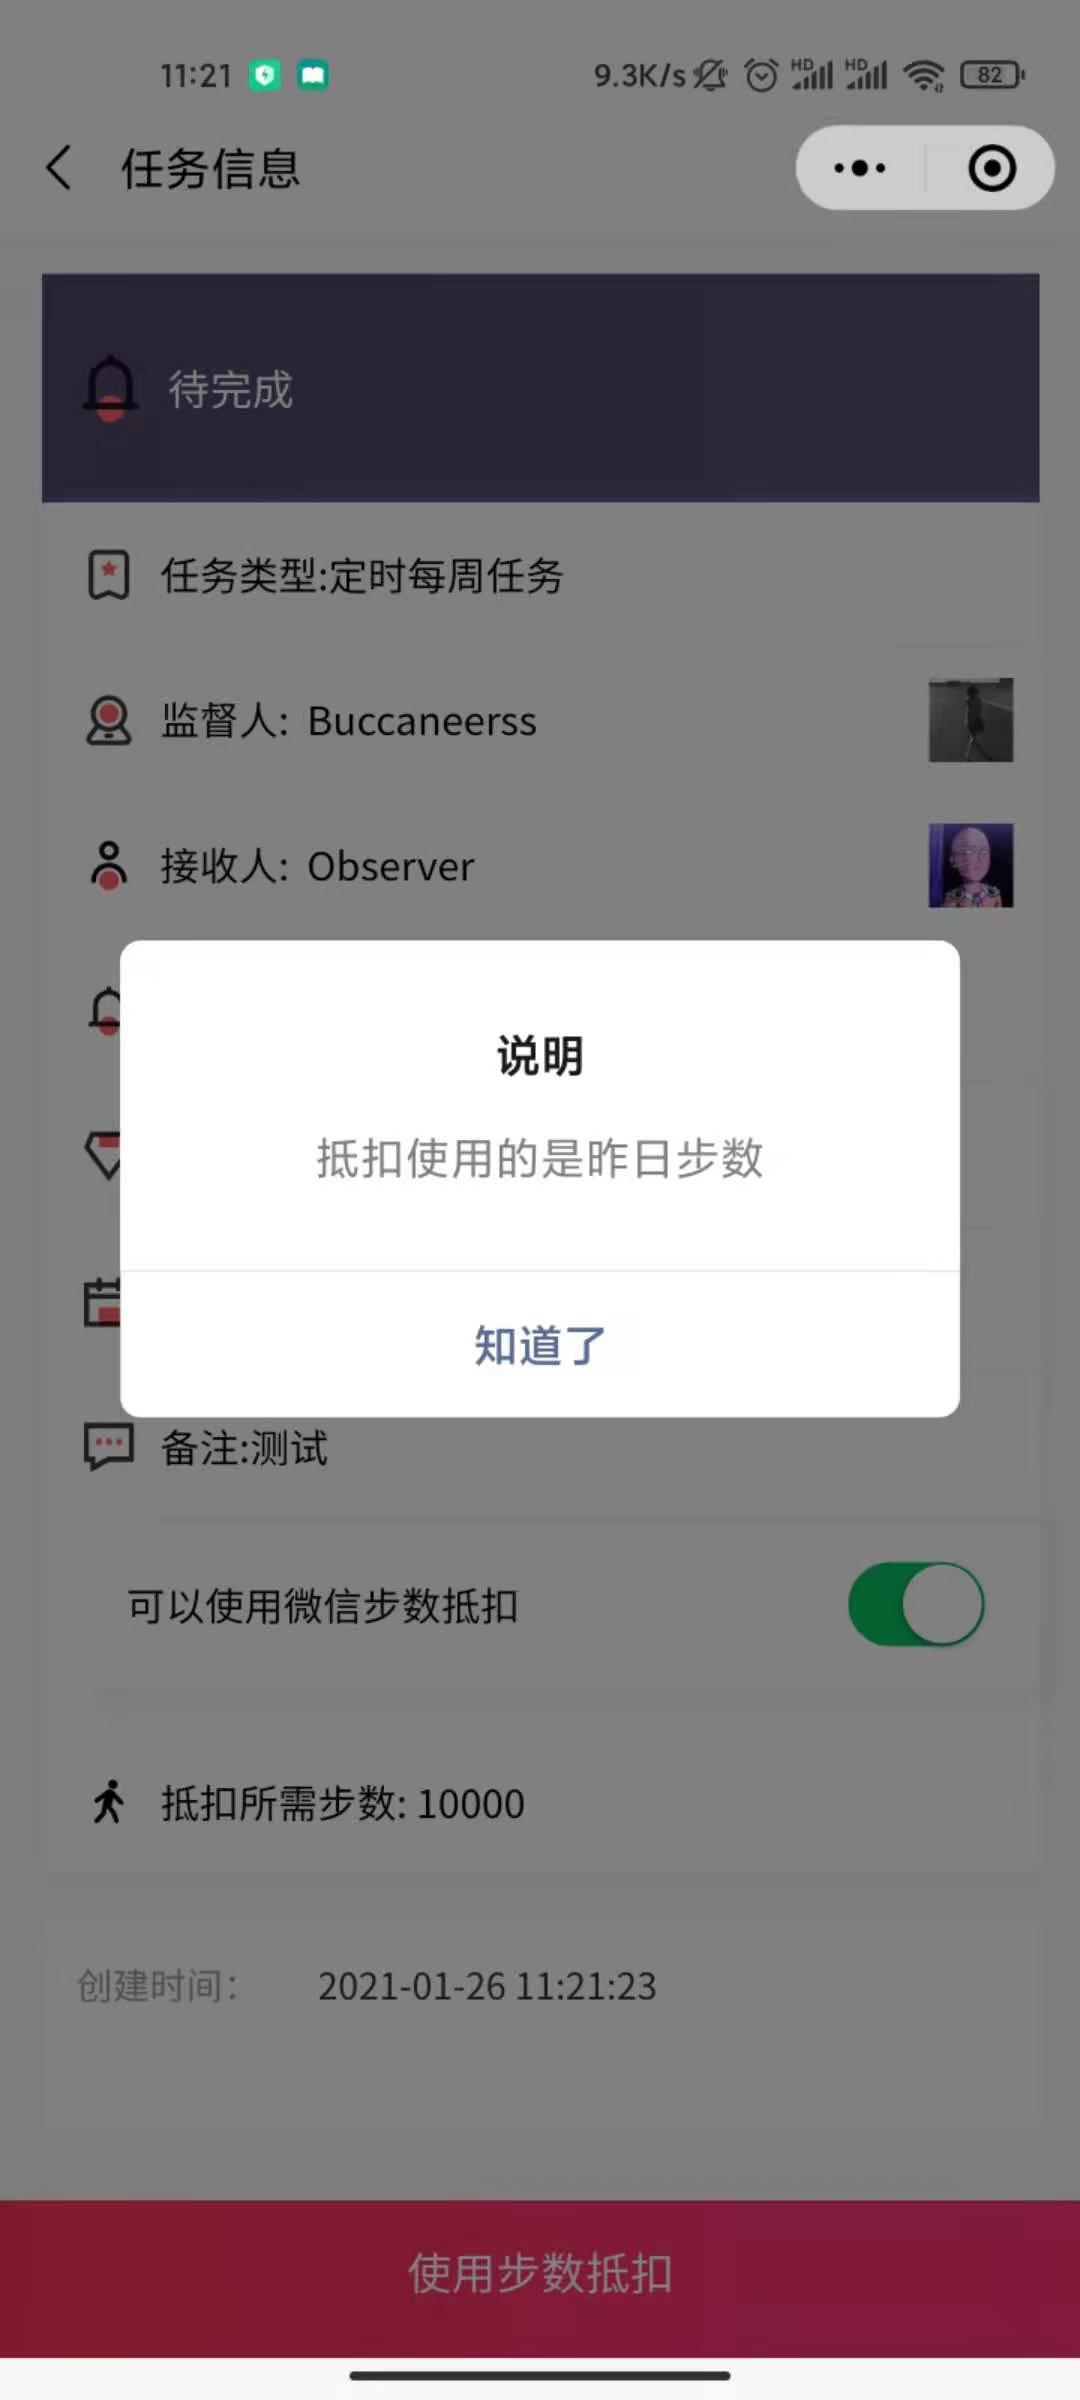 11:21 9.3K/s HD HD 82
任务信息
待完成
任务类型:定时每周任务
监督人: Buccaneerss
接收人: Observer
说明
抵扣使用的是昨日步数
知道了
备注:测试
可以使用微信步数抵扣
抵扣所需步数: 10000
创建时间: 2021-01-26 11:21:23
使用步数抵扣